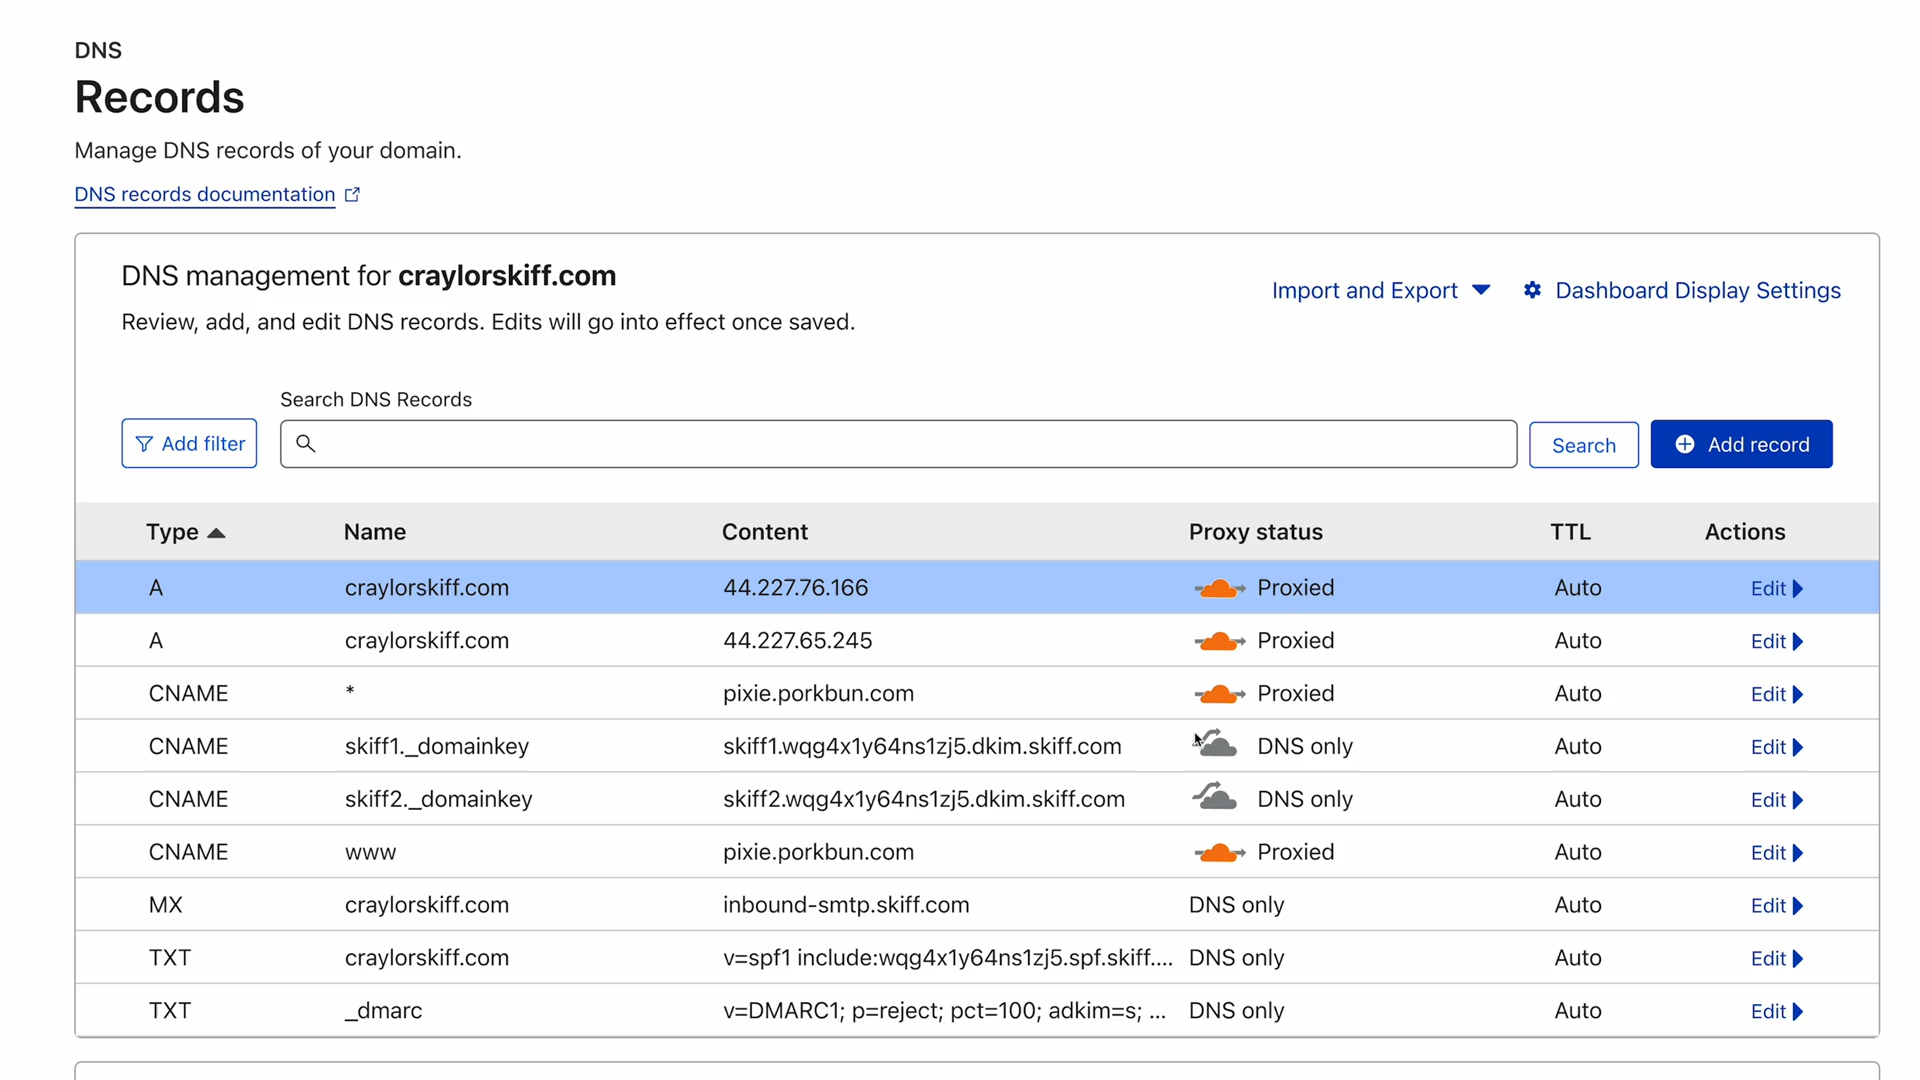 DNS
Records
Manage DNS records of your domain.
DNS records documentation
DNS management for craylorskiff.com
Import and Export
Dashboard Display Settings
Review, add, and edit DNS records. Edits will go into effect once saved.
Search DNS Records
Add filter
Search
Add record
Type Name Content Proxy status TTL Actions
A craylorskiff.com 44.227.76.166 Proxied Auto Edit
A craylorskiff.com 44.227.65.245 Proxied Auto Edit
CNAME * pixie.porkbun.com Proxied Auto Edit
CNAME skiff1._domainkey skiff1.wqg4x1y64ns1zj5.dkim.skiff.com DNS only Auto Edit
CNAME skiff2._domainkey skiff2.wqg4x1y64ns1zj5.dkim.skiff.com DNS only Auto Edit
CNAME www pixie.porkbun.com Proxied Auto Edit
MX craylorskiff.com inbound-smtp.skiff.com DNS only Auto Edit
TXT craylorskiff.com v=spf1 include:wqg4x1y64ns1zj5.spf.skiff.... DNS only Auto Edit
TXT _dmarc v=DMARC1; p=reject; pct=100; adkim=s; ... DNS only Auto Edit